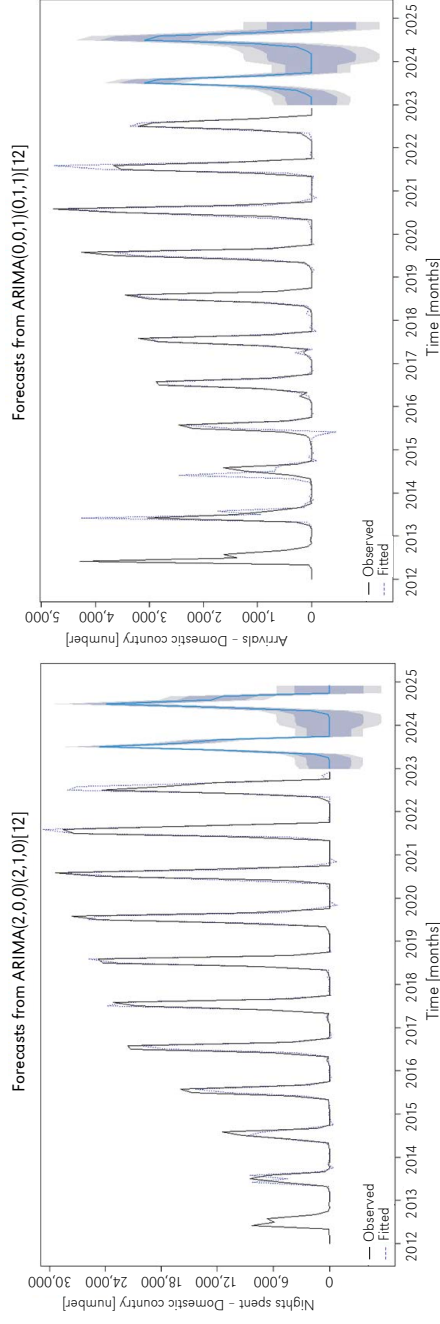 Forecasts from ARIMA(2,0,0)(2,1,0)[12]
Nights spent – Domestic country [number]
30,000
24,000
18,000
12,000
6,000
0
Observed
Fitted
2012 2013 2014 2015 2016 2017 2018 2019 2020 2021 2022 2023 2024 2025
Time [months]
Forecasts from ARIMA(0,0,1)(0,1,1)[12]
Arrivals – Domestic country [number]
5,000
4,000
3,000
2,000
1,000
0
Observed
Fitted
2012 2013 2014 2015 2016 2017 2018 2019 2020 2021 2022 2023 2024 2025
Time [months]